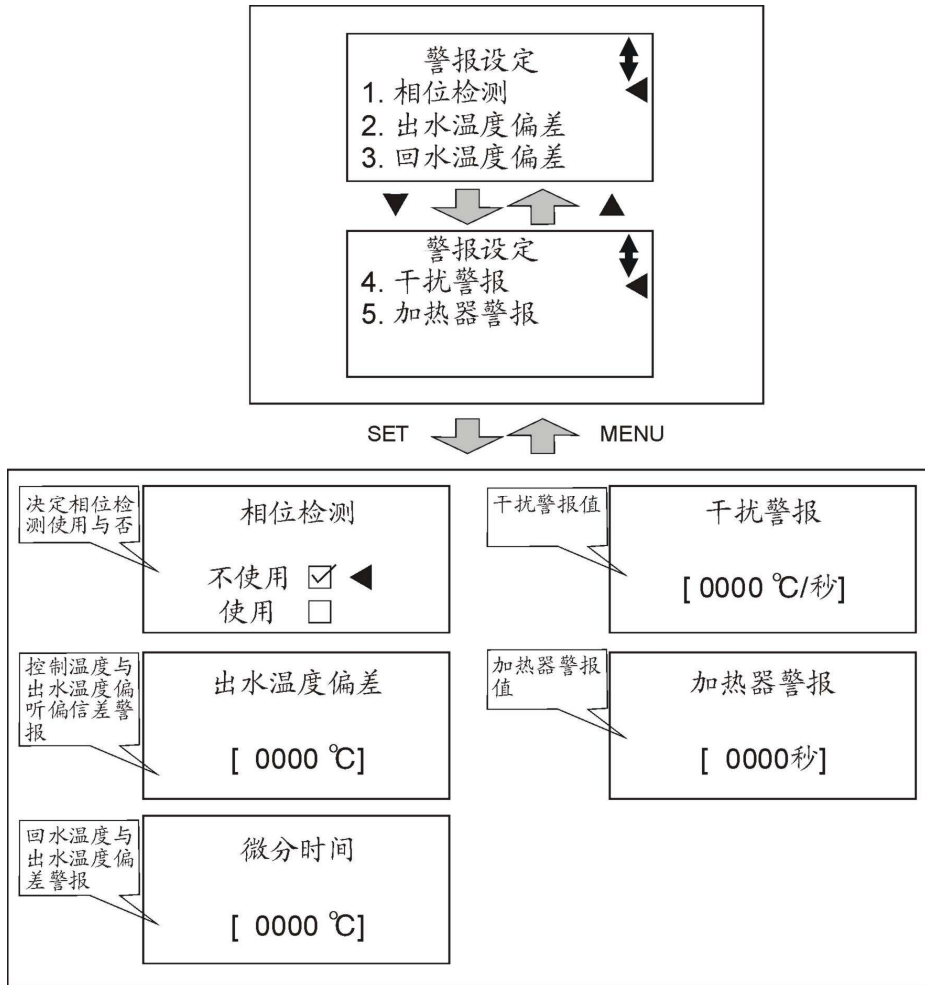 警报设定
1. 相位检测
2. 出水温度偏差
3. 回水温度偏差
警报设定
4. 干扰警报
5. 加热器警报
SET MENU
决定相位检
测使用与否
相位检测
不使用
使用
干扰警报值
干扰警报
[ 0000 ℃/秒]
控制温度与
出水温度偏
听偏信差警
报
出水温度偏差
[ 0000 ℃]
加热器警报
值
加热器警报
[ 0000秒]
回水温度与
出水温度偏
差警报
微分时间
[ 0000 ℃]